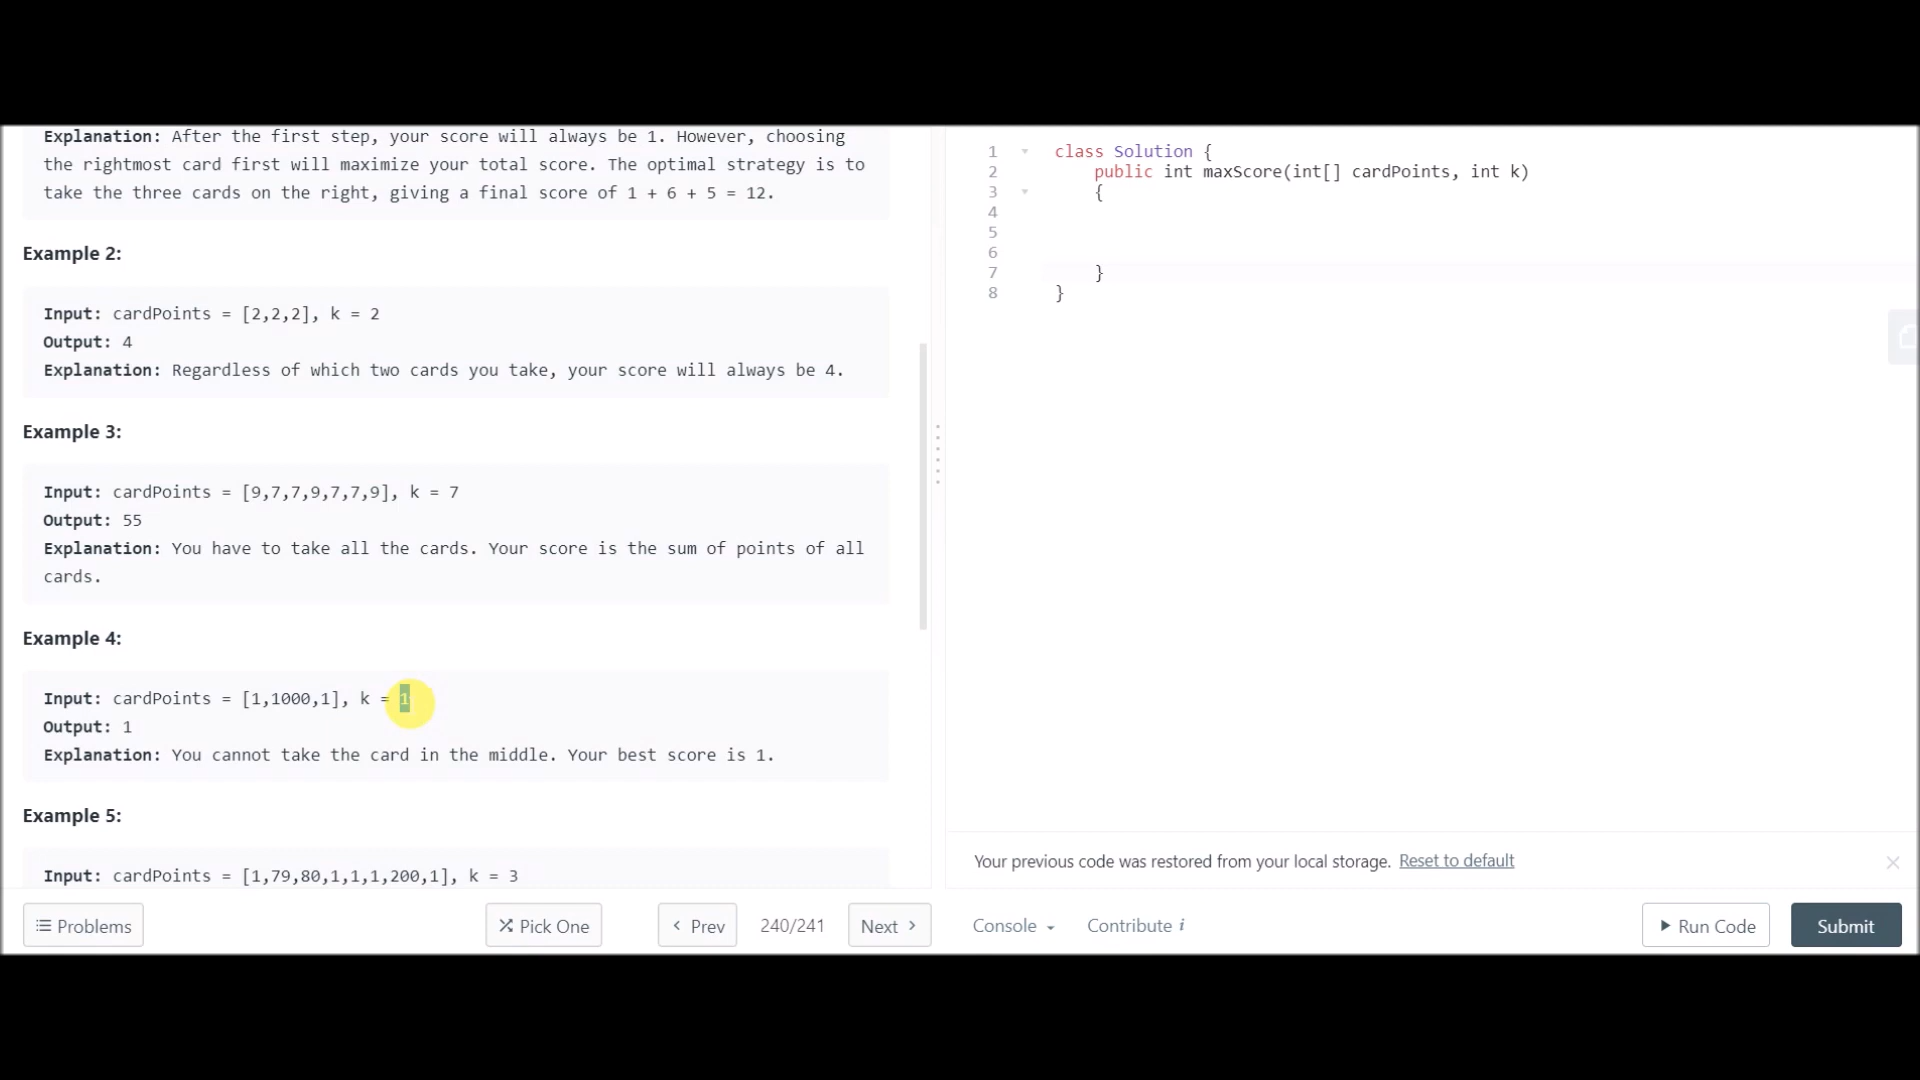 Explanation: After the first step, your score will always be 1. However, choosing
the rightmost card first will maximize your total score. The optimal strategy is to
take the three cards on the right, giving a final score of 1 + 6 + 5 = 12.
Example 2:
Input: cardPoints = [2,2,2], k = 2
Output: 4
Explanation: Regardless of which two cards you take, your score will always be 4.
Example 3:
Input: cardPoints = [9,7,7,9,7,7,9], k = 7
Output: 55
Explanation: You have to take all the cards. Your score is the sum of points of all
cards.
Example 4:
Input: cardPoints = [1,1000,1], k = 1
Output: 1
Explanation: You cannot take the card in the middle. Your best score is 1.
Example 5:
Input: cardPoints = [1,79,80,1,1,1,200,1], k = 3
Problems
Pick One
Prev
240/241
Next
1 class Solution {
2 public int maxScore(int[] cardPoints, int k)
3 {
4
5
6
7 }
8 }
Your previous code was restored from your local storage. Reset to default
Console
Contribute i
Run Code
Submit